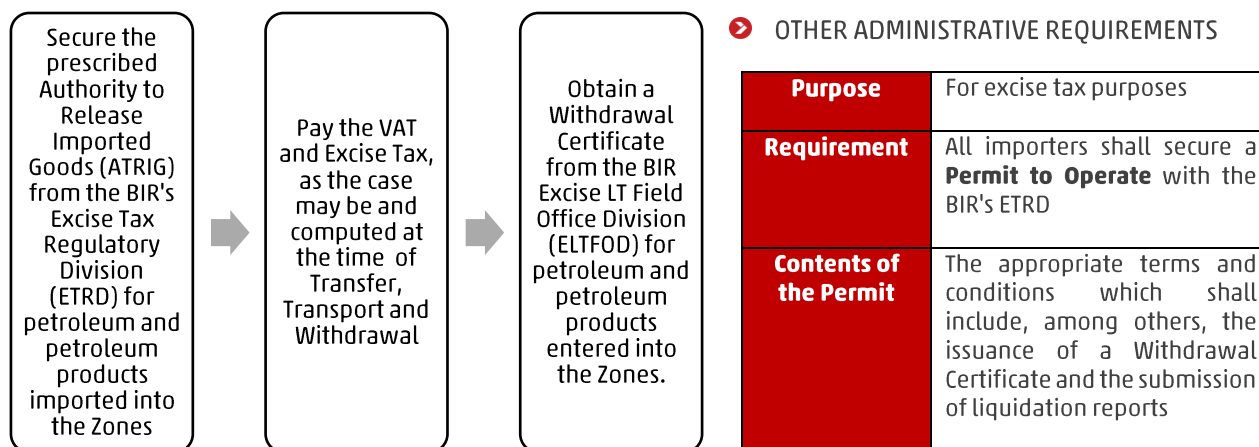 Secure the
prescribed
Authority to
Release
Imported
Goods (ATRIG)
from the BIR's
Excise Tax
Regulatory
Division
(ETRD) for
petroleum and
petroleum
products
imported into
the Zones
Pay the VAT
and Excise Tax,
as the case
may be and
computed at
the time of
Transfer,
Transport and
Withdrawal
Obtain a
Withdrawal
Certificate
from the BIR
Excise LT Field
Office Division
(ELTFOD) for
petroleum and
petroleum
products
entered into
the Zones.
OTHER ADMINISTRATIVE REQUIREMENTS
Purpose
For excise tax purposes
Requirement
All importers shall secure a
Permit to Operate with the
BIR's ETRD
Contents of
the Permit
The appropriate terms and
conditions which shall
include, among others, the
issuance of a Withdrawal
Certificate and the submission
of liquidation reports